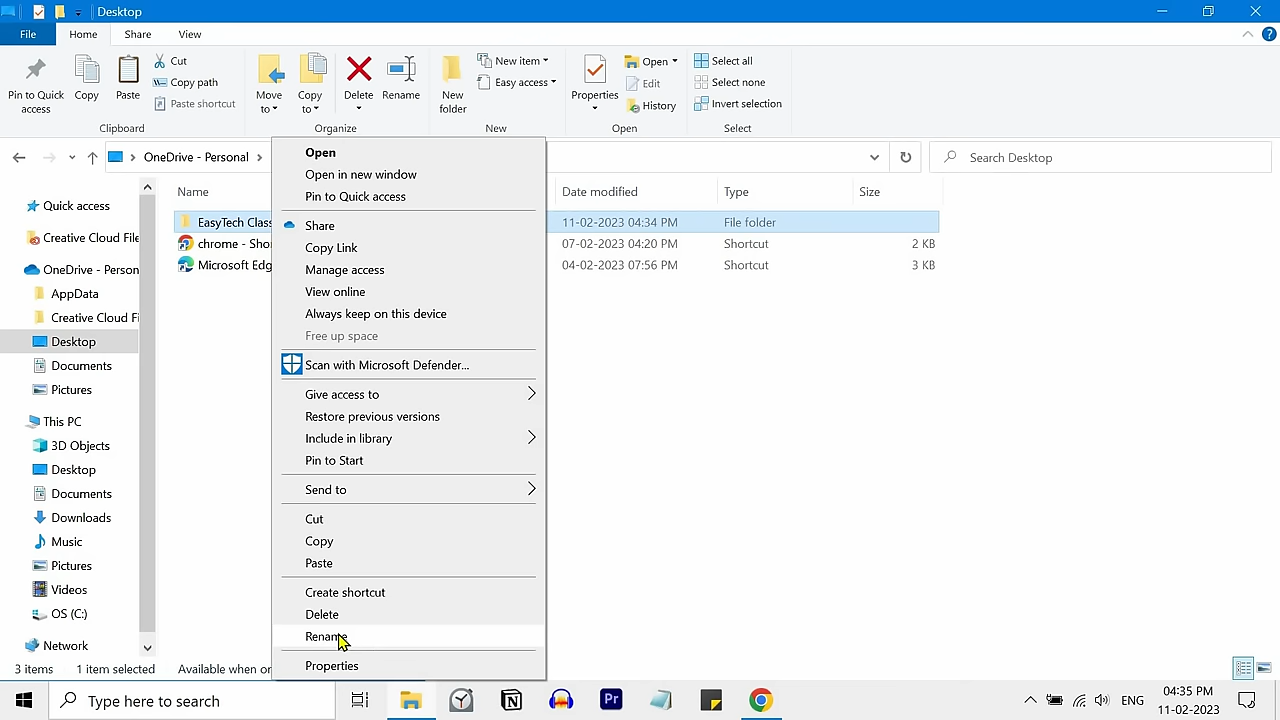 Desktop
File Home Share View
Pin to Quick access
Copy
Paste
Cut
Copy path
Paste shortcut
Clipboard
Move to
Copy to
Delete
Rename
Organize
New folder
New item
Easy access
New
Properties
Open
Edit
History
Open
Select all
Select none
Invert selection
Select
OneDrive - Personal
Search Desktop
Quick access
Creative Cloud File
OneDrive - Person
AppData
Creative Cloud Fi
Desktop
Documents
Pictures
This PC
3D Objects
Desktop
Documents
Downloads
Music
Pictures
Videos
OS (C:)
Network
Name Date modified Type Size
EasyTech Class 11-02-2023 04:34 PM File folder
chrome - Sho 07-02-2023 04:20 PM Shortcut 2 KB
Microsoft Edg 04-02-2023 07:56 PM Shortcut 3 KB
Open
Open in new window
Pin to Quick access
Share
Copy Link
Manage access
View online
Always keep on this device
Free up space
Scan with Microsoft Defender...
Give access to
Restore previous versions
Include in library
Pin to Start
Send to
Cut
Copy
Paste
Create shortcut
Delete
Rename
Properties
3 items 1 item selected Available when on
Type here to search
Pr
ENG
04:35 PM
11-02-2023